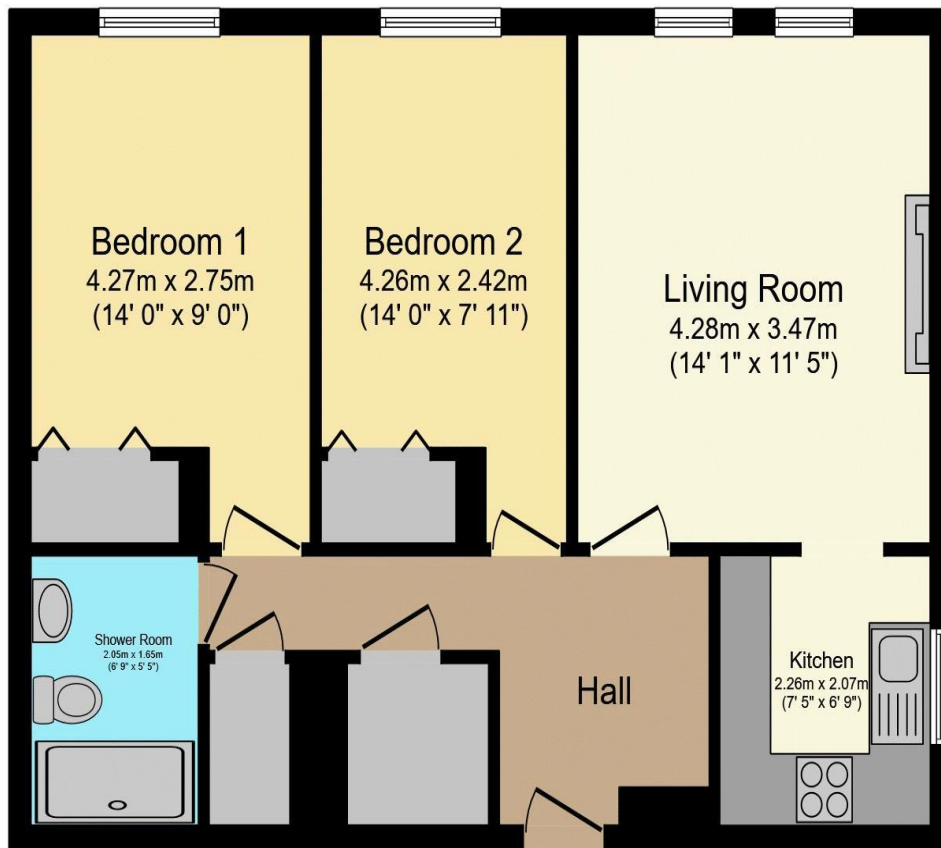 Bedroom 1
4.27m x 2.75m
(14' 0" x 9' 0")
Bedroom 2
4.26m x 2.42m
(14' 0" x 7' 11")
Living Room
4.28m x 3.47m
(14' 1" x 11' 5")
Shower Room
2.05m x 1.65m
(6' 9" x 5' 5")
Hall
Kitchen
2.26m x 2.07m
(7' 5" x 6' 9")